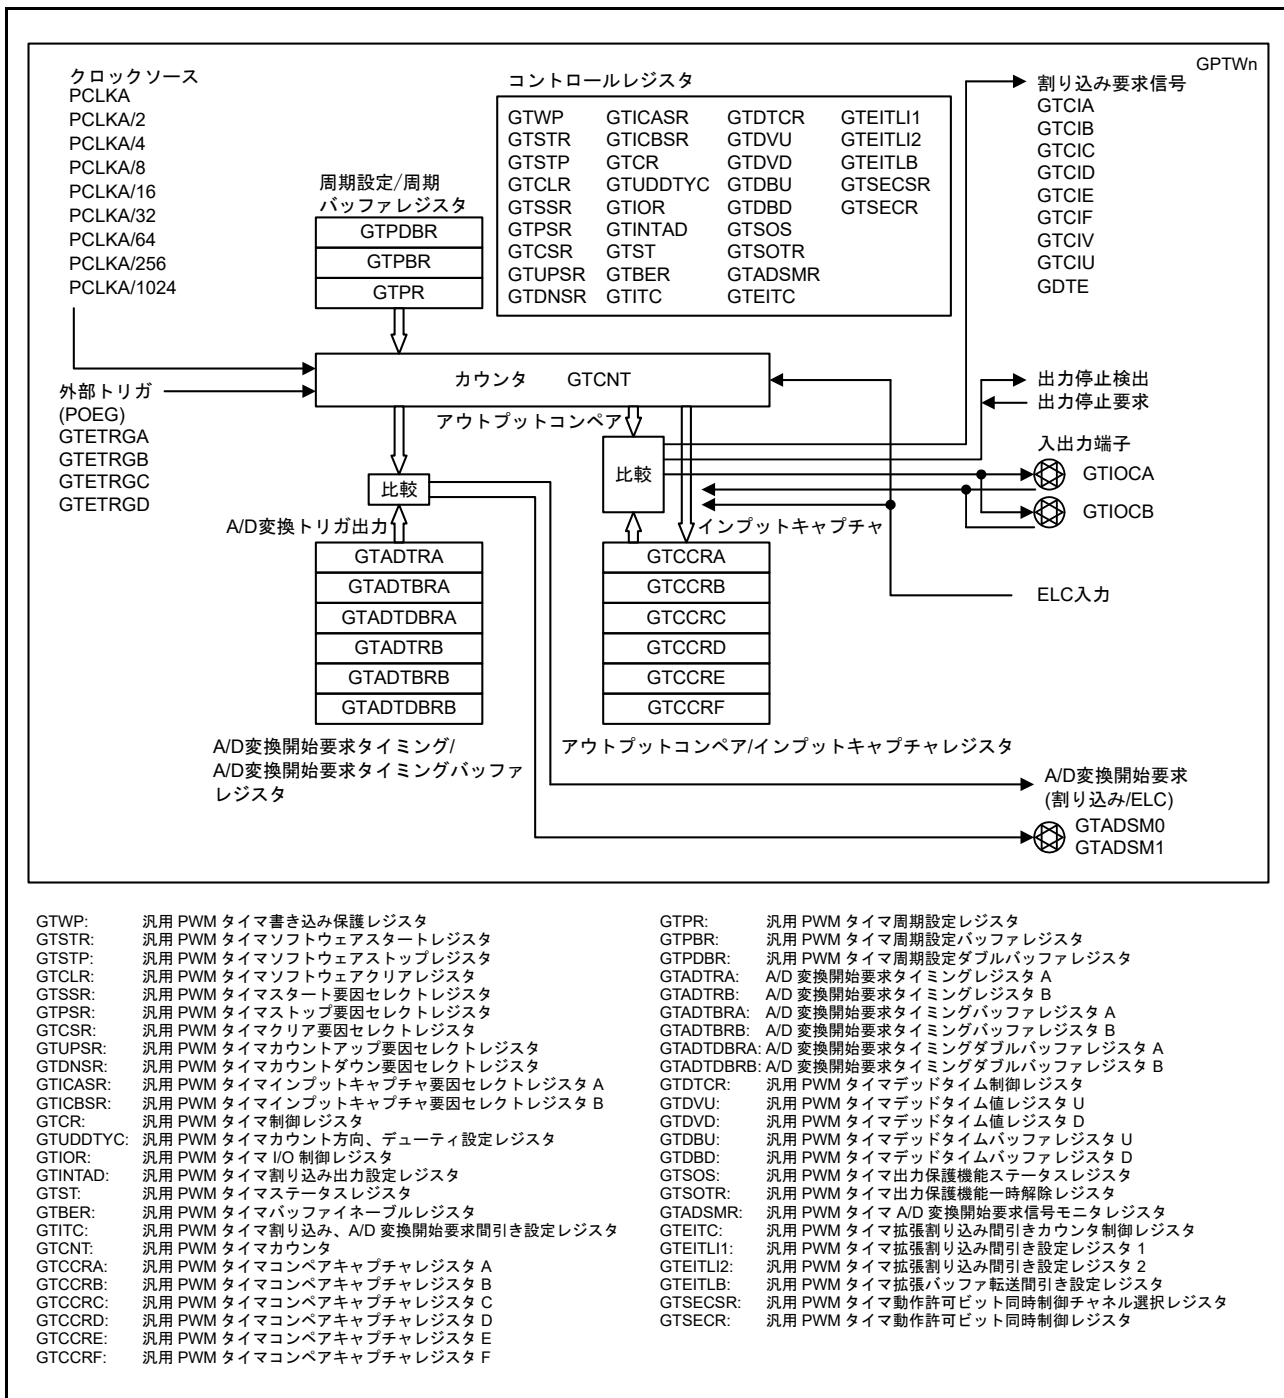 GPTWn
クロックソース
PCLKA
PCLKA/2
PCLKA/4
PCLKA/8
PCLKA/16
PCLKA/32
PCLKA/64
PCLKA/256
PCLKA/1024
外部トリガ
(POEG)
GTETRGA
GTETRGB
GTETRGC
GTETRGD
周期設定/周期
バッファレジスタ
GTPDBR
GTPBR
GTPR
コントロールレジスタ
GTWP GTICASR GTDTCR GTEITLI1
GTSTR GTICBSR GTDVU GTEITLI2
GTSTP GTCR GTDVD GTEITLB
GTCLR GTUDDTYC GTDBU GTSECSR
GTSSR GTIOR GTDBD GTSECR
GTPSR GTINTAD GTSOS
GTCSR GTST GTSOTR
GTUPSR GTBER GTADSMR
GTDNSR GTITC GTEITC
割り込み要求信号
GTCIA
GTCIB
GTCIC
GTCID
GTCIE
GTCIF
GTCIV
GTCIU
GDTE
カウンタ GTCNT
アウトプットコンペア
比較
比較
出力停止検出
出力停止要求
入出力端子
GTIOCA
GTIOCB
A/D変換トリガ出力
インプットキャプチャ
GTADTRA
GTADTBRA
GTADTDBRA
GTADTRB
GTADTBRB
GTADTDBRB
GTCCRA
GTCCRB
GTCCRC
GTCCRD
GTCCRE
GTCCRF
ELC入力
A/D変換開始要求タイミング/
A/D変換開始要求タイミングバッファ
レジスタ
アウトプットコンペア/インプットキャプチャレジスタ
A/D変換開始要求
(割り込み/ELC)
GTADSM0
GTADSM1
GTWP: 汎用 PWM タイマ書き込み保護レジスタ
GTSTR: 汎用 PWM タイマソフトウェアスタートレジスタ
GTSTP: 汎用 PWM タイマソフトウェアストップレジスタ
GTCLR: 汎用 PWM タイマソフトウェアクリアレジスタ
GTSSR: 汎用 PWM タイマスタート要因セレクトレジスタ
GTPSR: 汎用 PWM タイマストップ要因セレクトレジスタ
GTCSR: 汎用 PWM タイマクリア要因セレクトレジスタ
GTUPSR: 汎用 PWM タイマカウントアップ要因セレクトレジスタ
GTDNSR: 汎用 PWM タイマカウントダウン要因セレクトレジスタ
GTICASR: 汎用 PWM タイマインプットキャプチャ要因セレクトレジスタ A
GTICBSR: 汎用 PWM タイマインプットキャプチャ要因セレクトレジスタ B
GTCR: 汎用 PWM タイマ制御レジスタ
GTUDDTYC: 汎用 PWM タイマカウント方向、デューティ設定レジスタ
GTIOR: 汎用 PWM タイマ I/O 制御レジスタ
GTINTAD: 汎用 PWM タイマ割り込み出力設定レジスタ
GTST: 汎用 PWM タイマステータスレジスタ
GTBER: 汎用 PWM タイマバッファイネーブルレジスタ
GTITC: 汎用 PWM タイマ割り込み、A/D 変換開始要求間引き設定レジスタ
GTCNT: 汎用 PWM タイマカウンタ
GTCCRA: 汎用 PWM タイマコンペアキャプチャレジスタ A
GTCCRB: 汎用 PWM タイマコンペアキャプチャレジスタ B
GTCCRC: 汎用 PWM タイマコンペアキャプチャレジスタ C
GTCCRD: 汎用 PWM タイマコンペアキャプチャレジスタ D
GTCCRE: 汎用 PWM タイマコンペアキャプチャレジスタ E
GTCCRF: 汎用 PWM タイマコンペアキャプチャレジスタ F
GTPR: 汎用 PWM タイマ周期設定レジスタ
GTPBR: 汎用 PWM タイマ周期設定バッファレジスタ
GTPDBR: 汎用 PWM タイマ周期設定ダブルバッファレジスタ
GTADTRA: A/D 変換開始要求タイミングレジスタ A
GTADTRB: A/D 変換開始要求タイミングレジスタ B
GTADTBRA: A/D 変換開始要求タイミングバッファレジスタ A
GTADTBRB: A/D 変換開始要求タイミングバッファレジスタ B
GTADTDBRA: A/D 変換開始要求タイミングダブルバッファレジスタ A
GTADTDBRB: A/D 変換開始要求タイミングダブルバッファレジスタ B
GTDTCR: 汎用 PWM タイマデッドタイム制御レジスタ
GTDVU: 汎用 PWM タイマデッドタイム値レジスタ U
GTDVD: 汎用 PWM タイマデッドタイム値レジスタ D
GTDBU: 汎用 PWM タイマデッドタイムバッファレジスタ U
GTDBD: 汎用 PWM タイマデッドタイムバッファレジスタ D
GTSOS: 汎用 PWM タイマ出力保護機能ステータスレジスタ
GTSOTR: 汎用 PWM タイマ出力保護機能一時解除レジスタ
GTADSMR: 汎用 PWM タイマ A/D 変換開始要求信号モニタレジスタ
GTEITC: 汎用 PWM タイマ拡張割り込み間引きカウンタ制御レジスタ
GTEITLI1: 汎用 PWM タイマ拡張割り込み間引き設定レジスタ 1
GTEITLI2: 汎用 PWM タイマ拡張割り込み間引き設定レジスタ 2
GTEITLB: 汎用 PWM タイマ拡張バッファ転送間引き設定レジスタ
GTSECSR: 汎用 PWM タイマ動作許可ビット同時制御チャネル選択レジスタ
GTSECR: 汎用 PWM タイマ動作許可ビット同時制御レジスタ